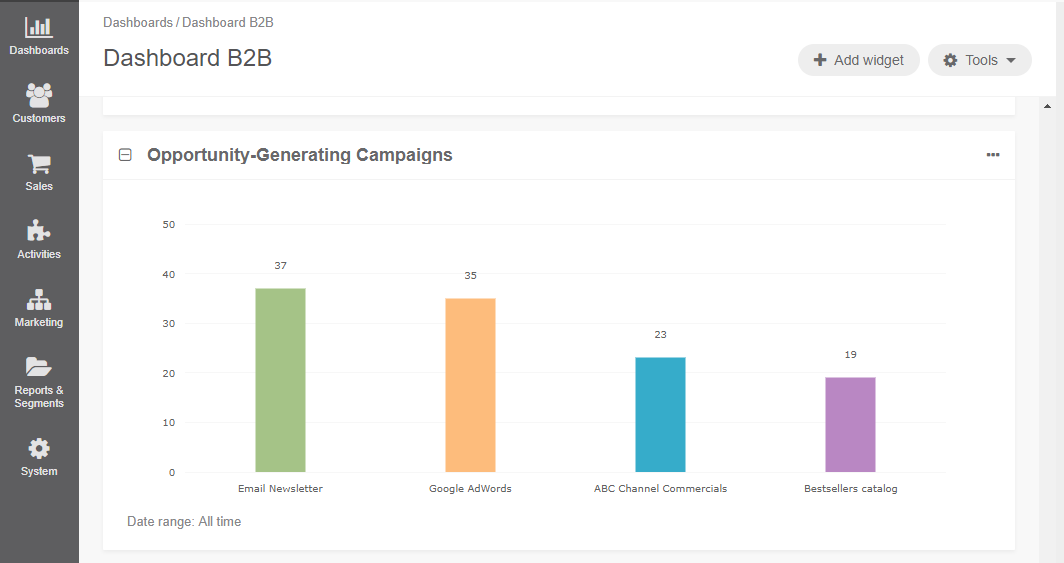 Dashboards
Customers
Sales
Activities
Marketing
Reports &
Segments
System
Dashboards / Dashboard B2B
Dashboard B2B
Add widget
Tools
Opportunity-Generating Campaigns
50
40
30
20
10
0
37
35
23
19
Email Newsletter
Google AdWords
ABC Channel Commercials
Bestsellers catalog
Date range: All time